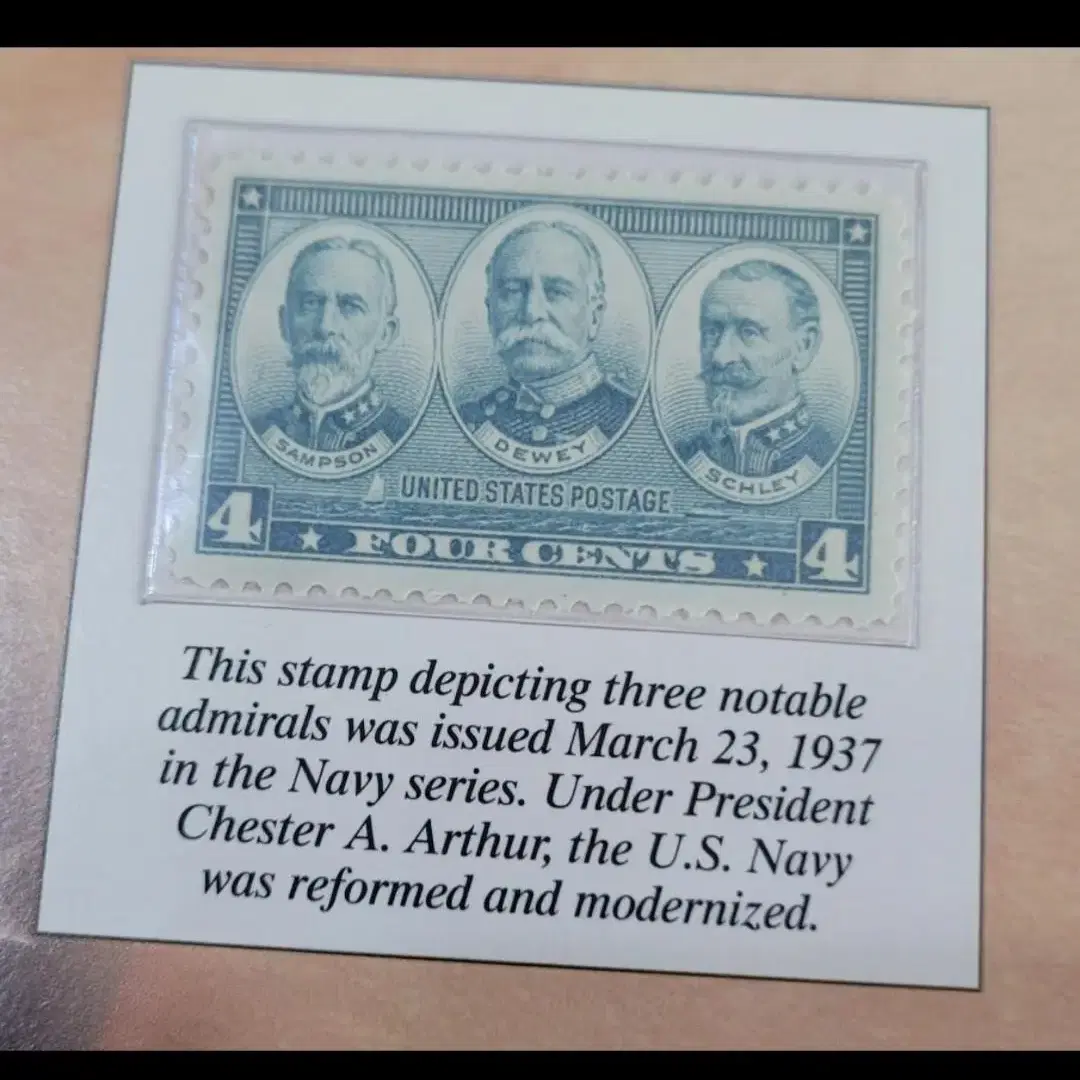 SAMPSON
DEWEY
SCHLEY
UNITED STATES POSTAGE
4 FOUR CENTS 4
This stamp depicting three notable
admirals was issued March 23, 1937
in the Navy series. Under President
Chester A. Arthur, the U.S. Navy
was reformed and modernized.